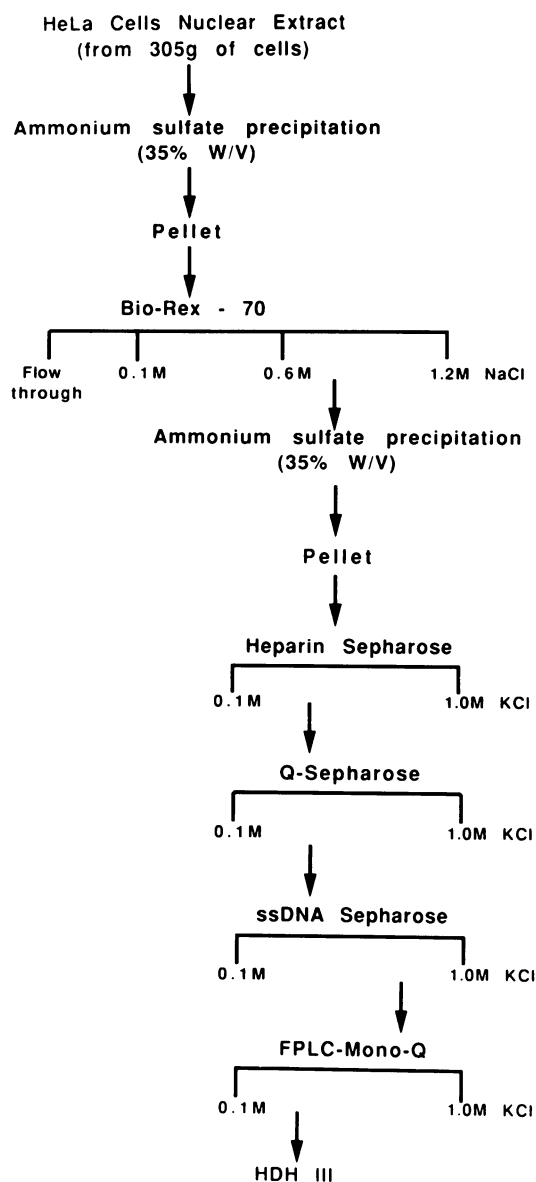 HeLa Cells Nuclear Extract
(from 305g of cells)
Ammonium sulfate precipitation
(35% W/V)
Pellet
Bio-Rex - 70
Flow through 0.1M 0.6M 1.2M NaCl
Ammonium sulfate precipitation
(35% W/V)
Pellet
Heparin Sepharose
0.1M 1.0M KCl
Q-Sepharose
0.1M 1.0M KCl
ssDNA Sepharose
0.1M 1.0M KCl
FPLC-Mono-Q
0.1M 1.0M KCl
HDH III